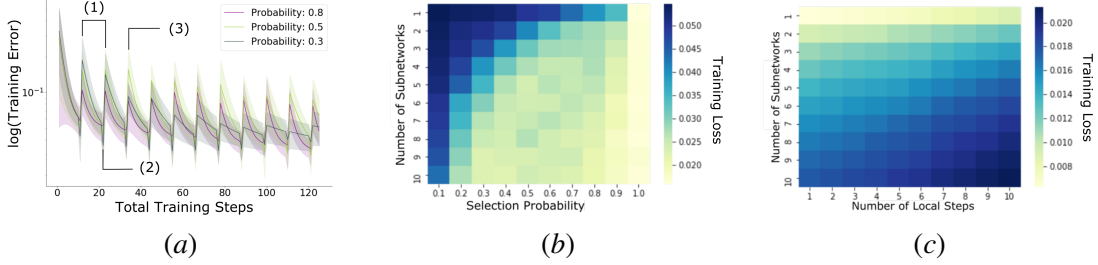 (1)
(3)
(2)
Probability: 0.8
Probability: 0.5
Probability: 0.3
log(Training Error)
10⁻¹
0 20 40 60 80 100 120
Total Training Steps
(a)
Number of Subnetworks
1
2
3
4
5
6
7
8
9
10
0.1 0.2 0.3 0.4 0.5 0.6 0.7 0.8 0.9 1.0
Selection Probability
0.050
0.045
0.040
0.035
0.030
0.025
0.020
Training Loss
(b)
Number of Subnetworks
1
2
3
4
5
6
7
8
9
10
1 2 3 4 5 6 7 8 9 10
Number of Local Steps
0.020
0.018
0.016
0.014
0.012
0.010
0.008
Training Loss
(c)